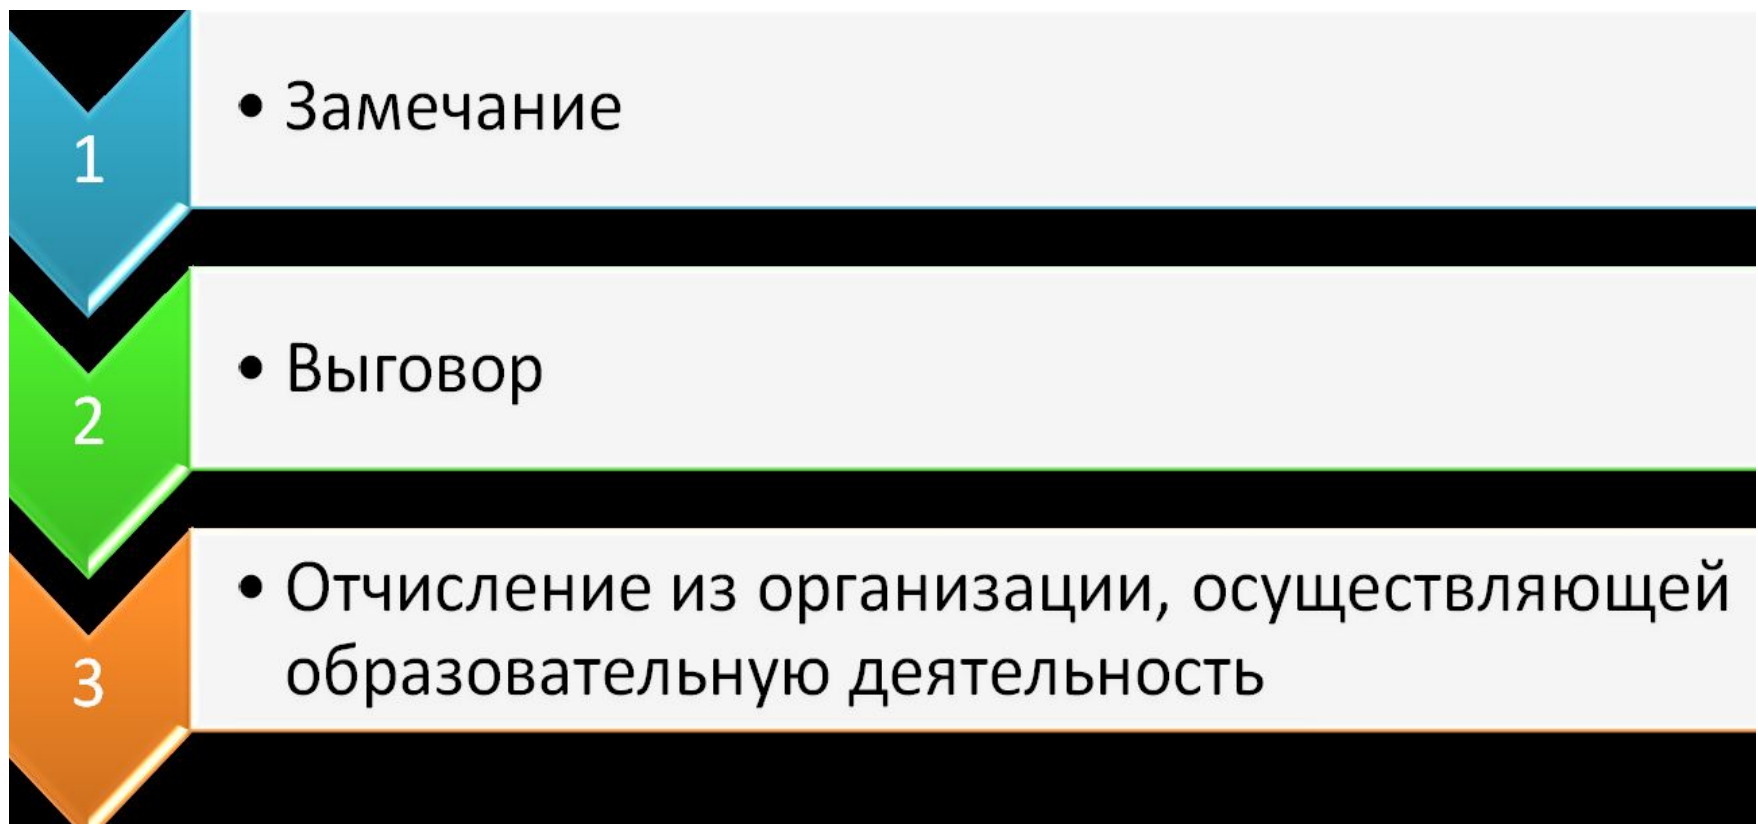 1
• Замечание
2
• Выговор
3
• Отчисление из организации, осуществляющей
образовательную деятельность